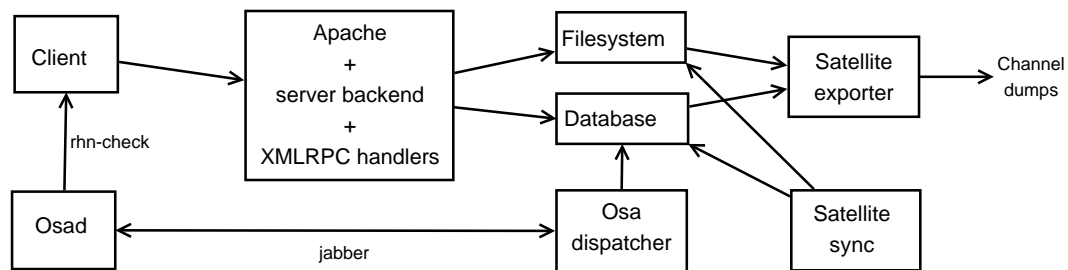 Client
Apache
+
server backend
+
XMLRPC handlers
Filesystem
Database
Satellite
exporter
Channel
dumps
rhn-check
Osad
jabber
Osa
dispatcher
Satellite
sync